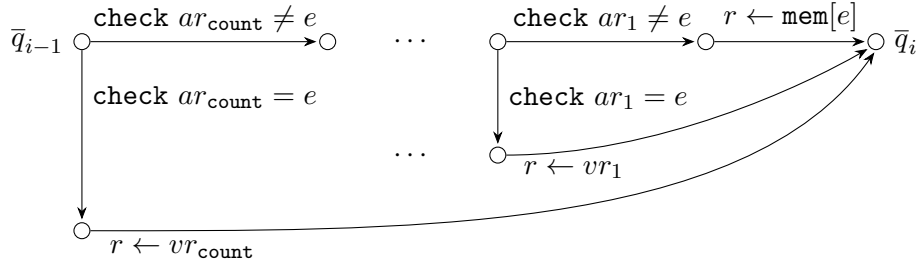 check ar_count ≠ e ... check ar_1 ≠ e r ← mem[e]
q̅_{i−1} q̅_i
check ar_count = e check ar_1 = e
... r ← vr_1
r ← vr_count